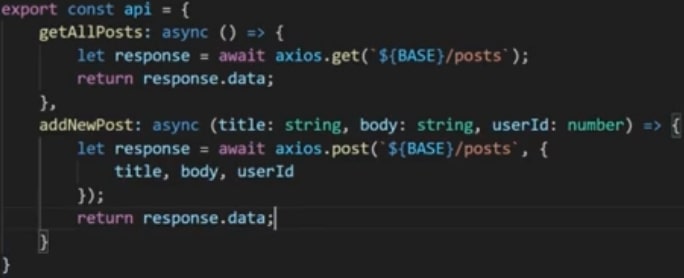 export const api = {
    getAllPosts: async () => {
        let response = await axios.get(`${BASE}/posts`);
        return response.data;
    },
    addNewPost: async (title: string, body: string, userId: number) => {
        let response = await axios.post(`${BASE}/posts`, {
            title, body, userId
        });
        return response.data;
    }
}